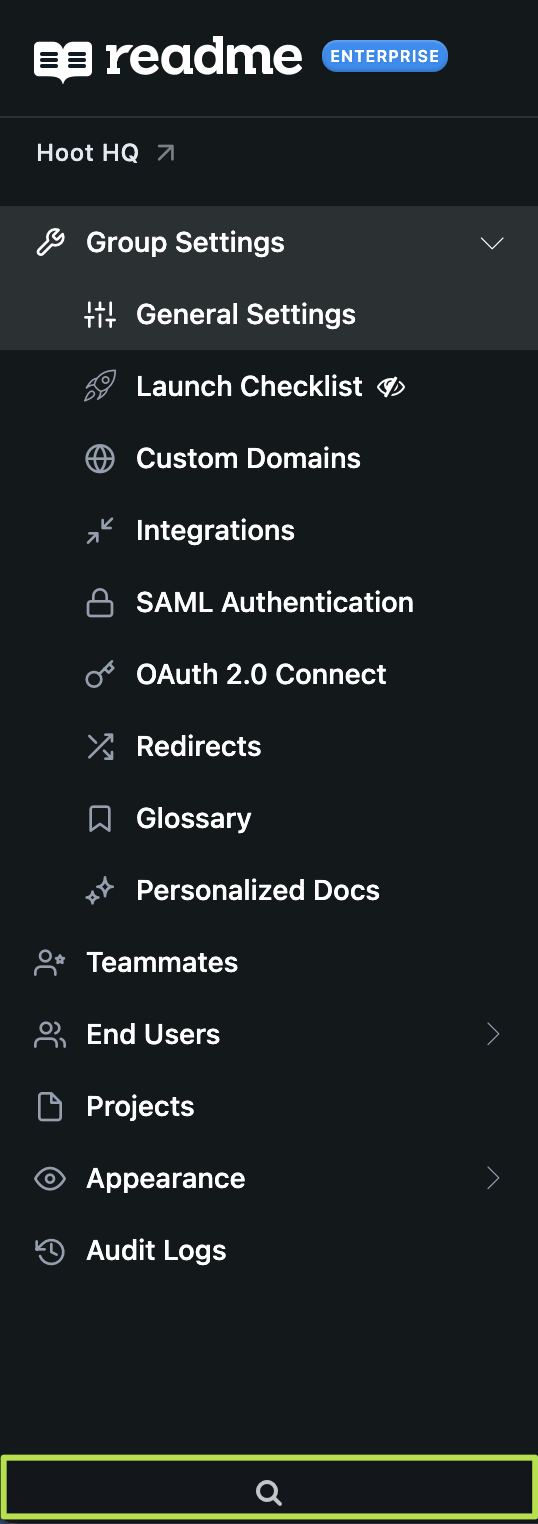 readme ENTERPRISE
Hoot HQ
Group Settings
General Settings
Launch Checklist
Custom Domains
Integrations
SAML Authentication
OAuth 2.0 Connect
Redirects
Glossary
Personalized Docs
Teammates
End Users
Projects
Appearance
Audit Logs